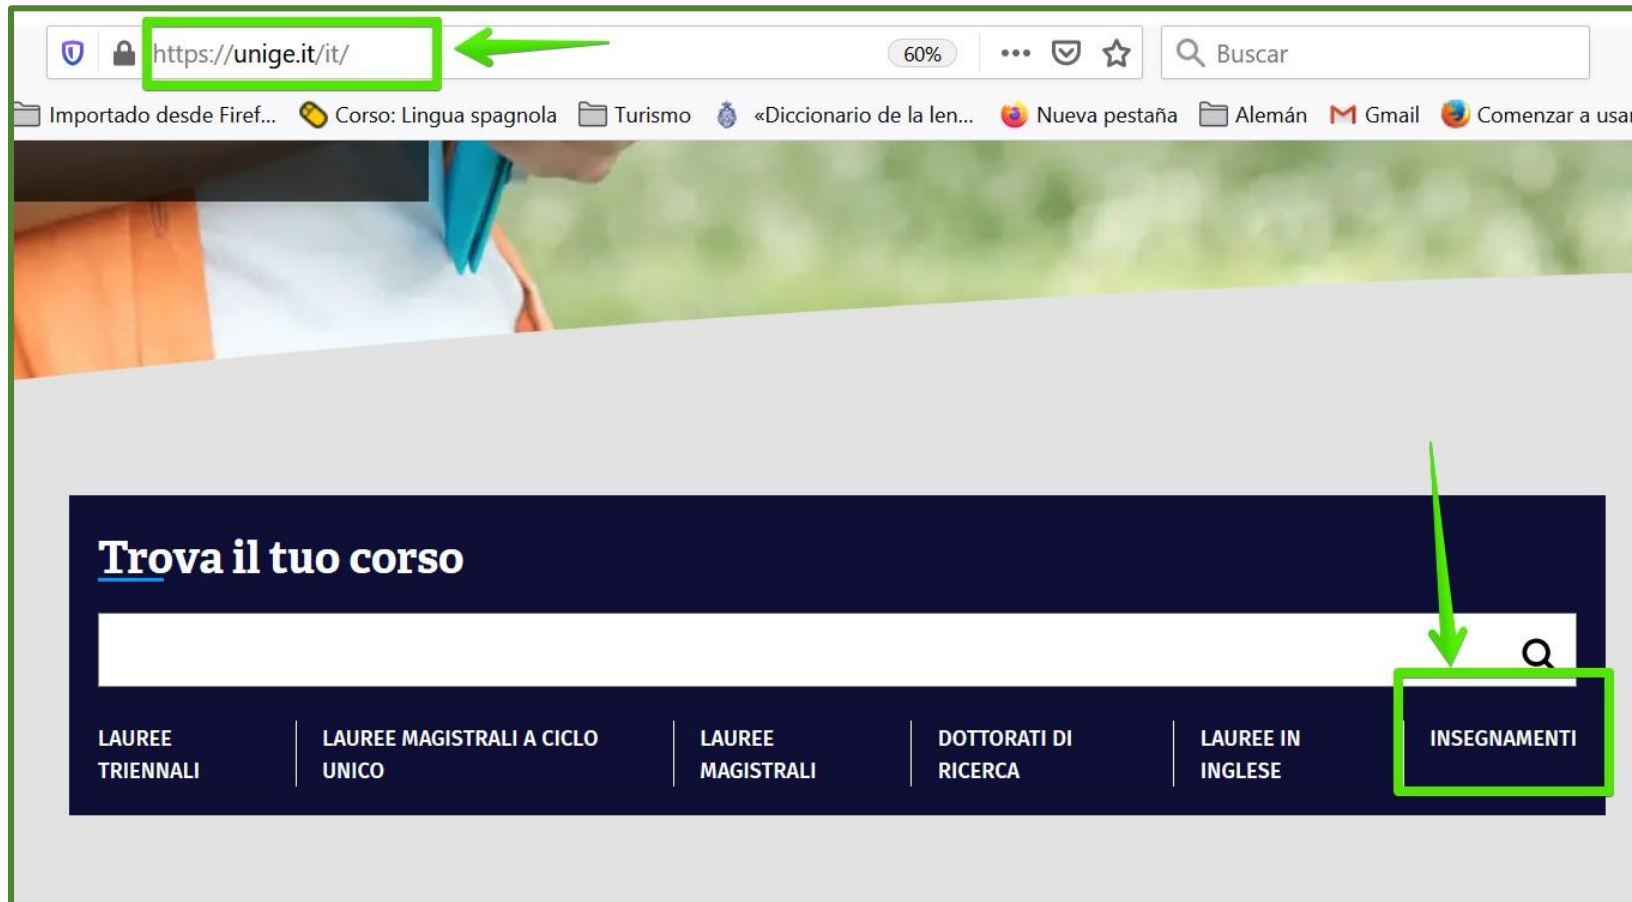 https://unige.it/it/ 60% Buscar
Importado desde Firef... Corso: Lingua spagnola Turismo «Diccionario de la len... Nueva pestaña Alemán Gmail Comenzar a usar
Trova il tuo corso
LAUREE TRIENNALI
LAUREE MAGISTRALI A CICLO UNICO
LAUREE MAGISTRALI
DOTTORATI DI RICERCA
LAUREE IN INGLESE
INSEGNAMENTI